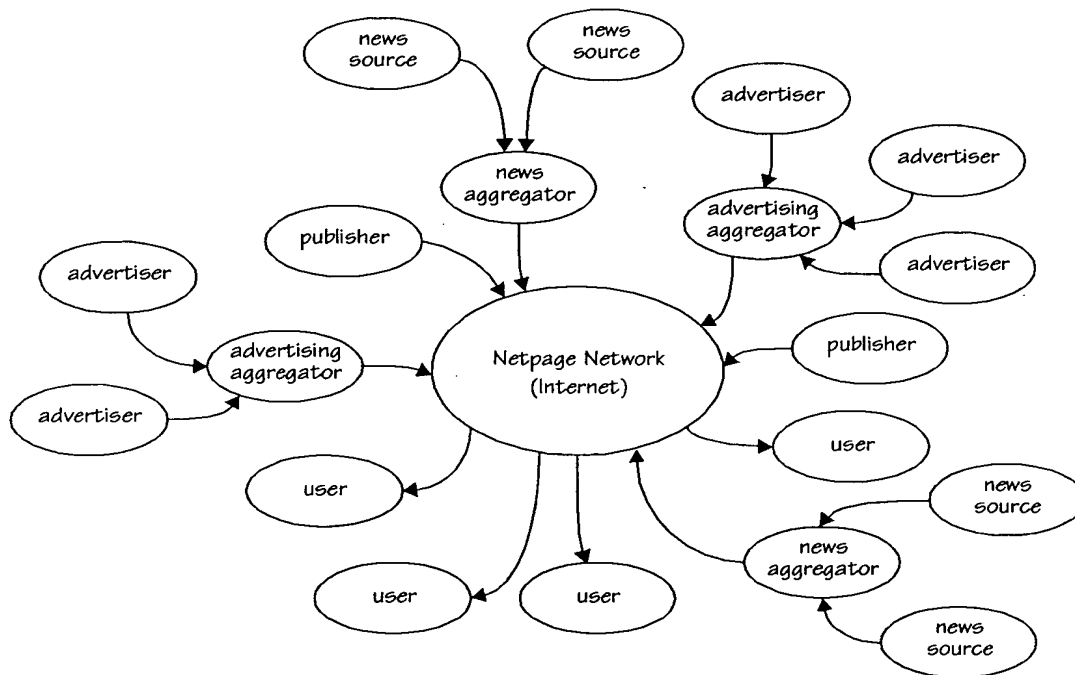 news
source
news
source
advertiser
advertiser
news
aggregator
advertising
aggregator
publisher
advertiser
advertiser
Netpage Network
(Internet)
publisher
advertising
aggregator
advertiser
user
user
news
source
news
aggregator
user
user
news
source